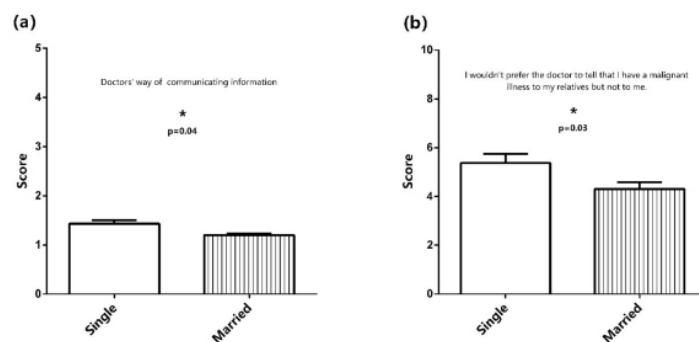 (a)
5
4
3
2
1
0
Score
Doctors' way of communicating information
*
p=0.04
Single
Married
(b)
10
8
6
4
2
0
Score
I wouldn't prefer the doctor to tell that I have a malignant
illness to my relatives but not to me.
*
p=0.03
Single
Married